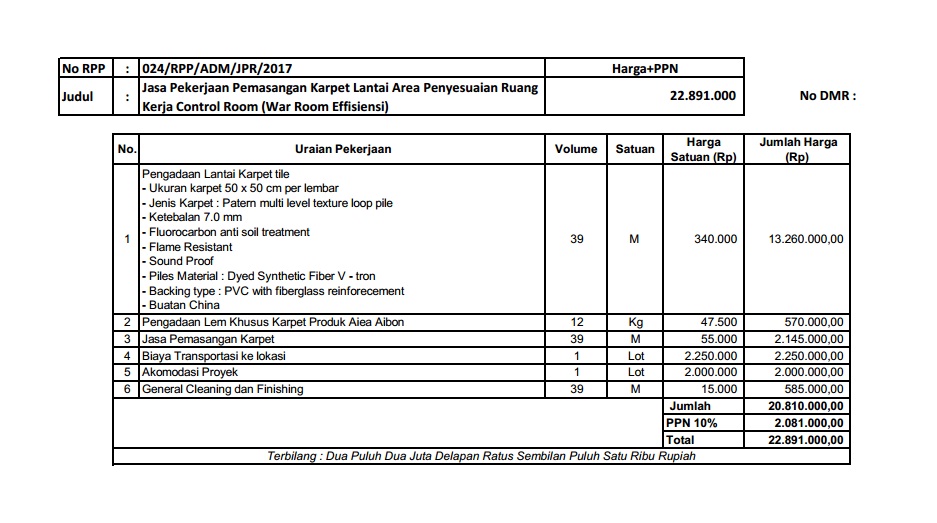 No RPP : 024/RPP/ADM/JPR/2017 Harga+PPN
Judul : Jasa Pekerjaan Pemasangan Karpet Lantai Area Penyesuaian Ruang Kerja Control Room (War Room Effisiensi) 22.891.000 No DMR :
No. Uraian Pekerjaan Volume Satuan Harga Satuan (Rp) Jumlah Harga (Rp)
1 Pengadaan Lantai Karpet tile
- Ukuran karpet 50 x 50 cm per lembar
- Jenis Karpet : Patern multi level texture loop pile
- Ketebalan 7.0 mm
- Fluorocarbon anti soil treatment
- Flame Resistant
- Sound Proof
- Piles Material : Dyed Synthetic Fiber V - tron
- Backing type : PVC with fiberglass reinforecement
- Buatan China
39 M 340.000 13.260.000,00
2 Pengadaan Lem Khusus Karpet Produk Aiea Aibon 12 Kg 47.500 570.000,00
3 Jasa Pemasangan Karpet 39 M 55.000 2.145.000,00
4 Biaya Transportasi ke lokasi 1 Lot 2.250.000 2.250.000,00
5 Akomodasi Proyek 1 Lot 2.000.000 2.000.000,00
6 General Cleaning dan Finishing 39 M 15.000 585.000,00
Jumlah 20.810.000,00
PPN 10% 2.081.000,00
Total 22.891.000,00
Terbilang : Dua Puluh Dua Juta Delapan Ratus Sembilan Puluh Satu Ribu Rupiah